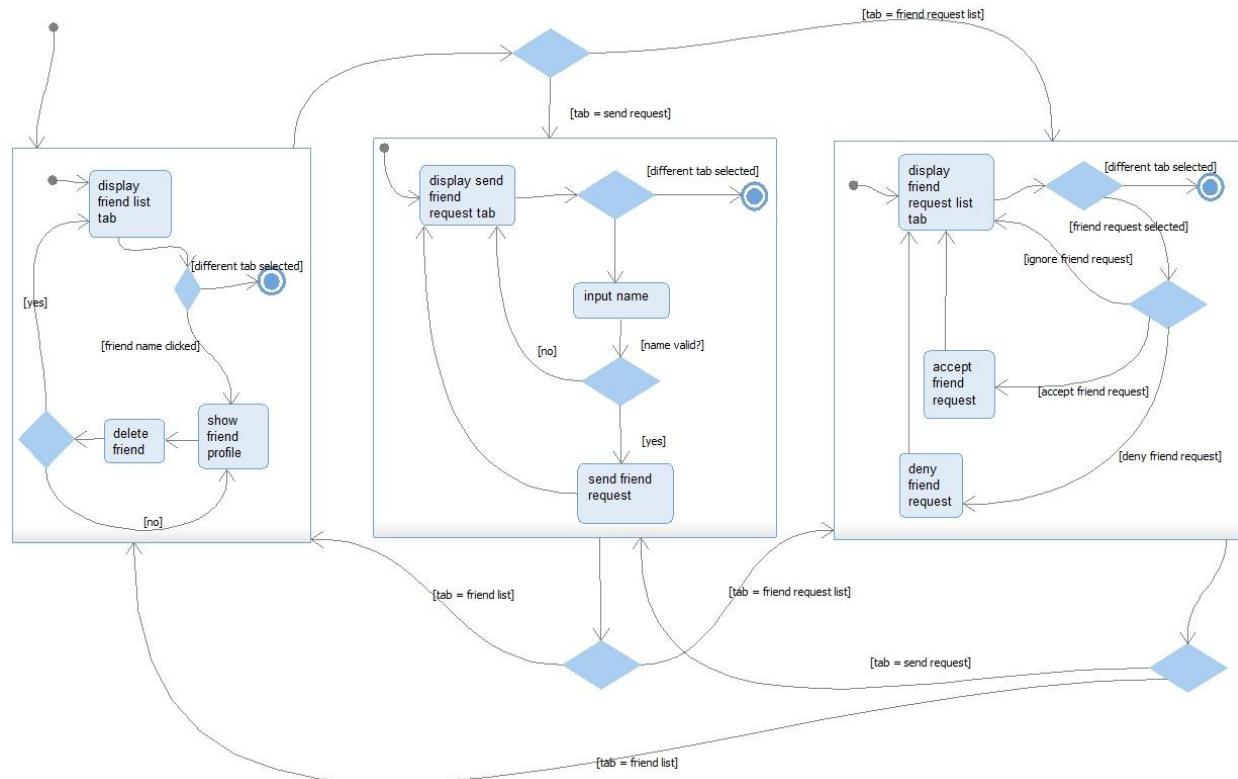 [tab = friend request list]
[tab = send request]
display
friend list
tab
[different tab selected]
[yes]
[friend name clicked]
delete
friend
show
friend
profile
[no]
display send
friend
request tab
[different tab selected]
input name
[no]
[name valid?]
[yes]
send friend
request
display
friend
request list
tab
[different tab selected]
[friend request selected]
[ignore friend request]
accept
friend
request
[accept friend request]
[deny friend request]
deny
friend
request
[tab = friend list]
[tab = friend request list]
[tab = send request]
[tab = friend list]